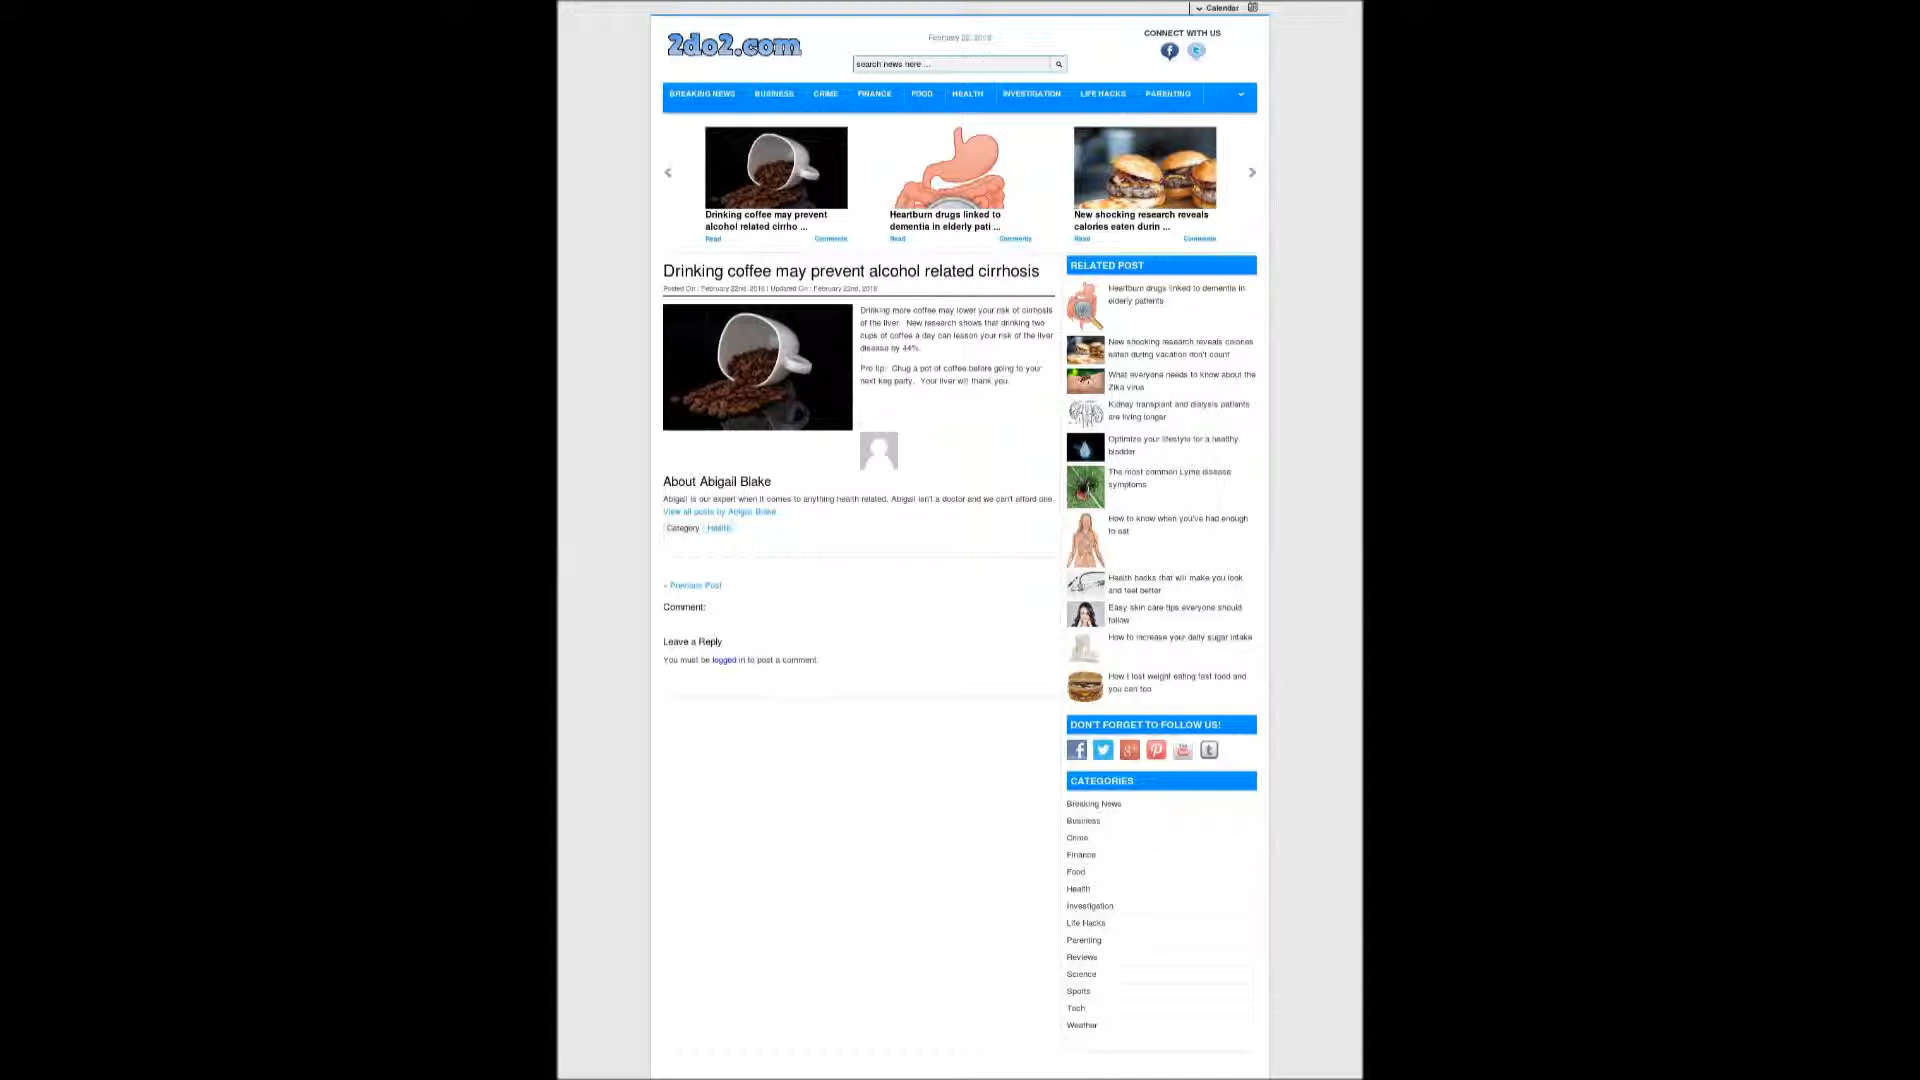 Calendar
2do2.com
February 22, 2016
CONNECT WITH US
search news here ...
BREAKING NEWS BUSINESS CRIME FINANCE FOOD HEALTH INVESTIGATION LIFE HACKS PARENTING
Drinking coffee may prevent
alcohol related cirrho ...
Read Comments
Heartburn drugs linked to
dementia in elderly pati ...
Read Comments
New shocking research reveals
calories eaten durin ...
Read Comments
Drinking coffee may prevent alcohol related cirrhosis
Posted On : February 22nd, 2016 | Updated On : February 22nd, 2016
Drinking more coffee may lower your risk of cirrhosis
of the liver. New research shows that drinking two
cups of coffee a day can lesson your risk of the liver
disease by 44%.
Pro tip: Chug a pot of coffee before going to your
next keg party. Your liver will thank you.
About Abigail Blake
Abigail is our expert when it comes to anything health related. Abigail isn't a doctor and we can't afford one.
View all posts by Abigail Blake
Category Health
« Previous Post
Comment:
Leave a Reply
You must be logged in to post a comment.
RELATED POST
Heartburn drugs linked to dementia in
elderly patients
New shocking research reveals calories
eaten during vacation don't count
What everyone needs to know about the
Zika virus
Kidney transplant and dialysis patients
are living longer
Optimize your lifestyle for a healthy
bladder
The most common Lyme disease
symptoms
How to know when you've had enough
to eat
Health hacks that will make you look
and feel better
Easy skin care tips everyone should
follow
How to increase your daily sugar intake
How I lost weight eating fast food and
you can too
DON'T FORGET TO FOLLOW US!
CATEGORIES
Breaking News
Business
Crime
Finance
Food
Health
Investigation
Life Hacks
Parenting
Reviews
Science
Sports
Tech
Weather